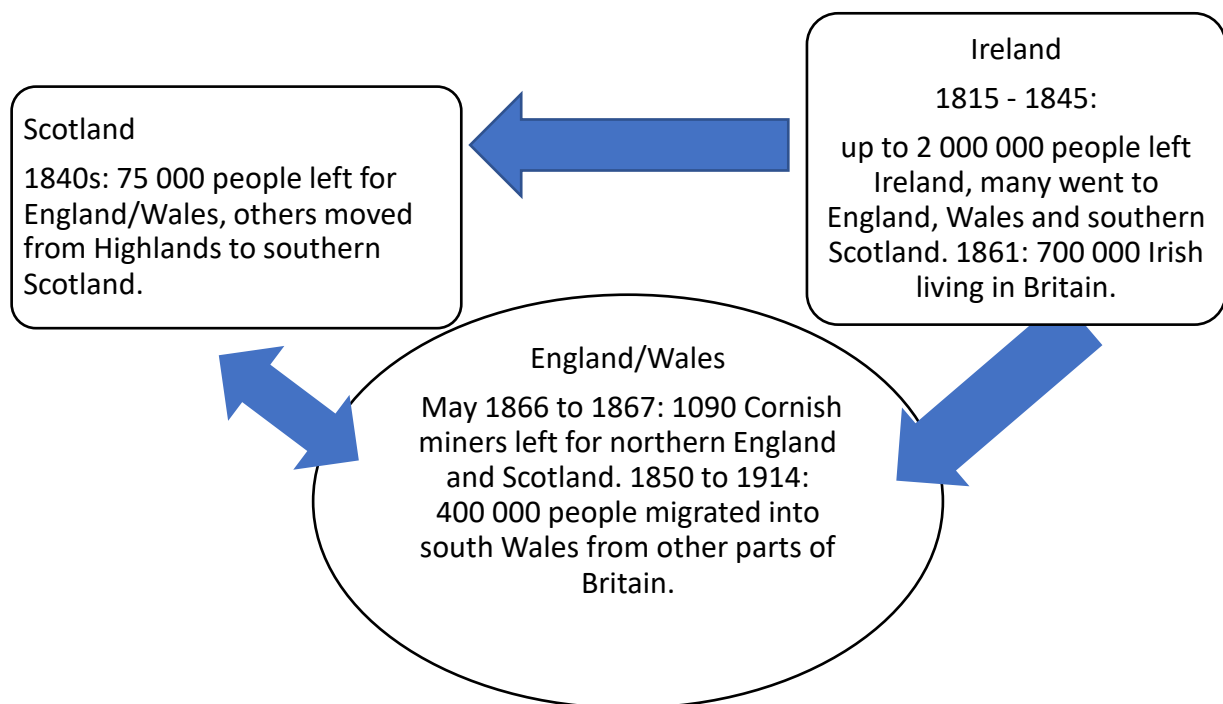 Ireland
1815 - 1845:
up to 2 000 000 people left
Ireland, many went to
England, Wales and southern
Scotland. 1861: 700 000 Irish
living in Britain.
Scotland
1840s: 75 000 people left for
England/Wales, others moved
from Highlands to southern
Scotland.
England/Wales
May 1866 to 1867: 1090 Cornish
miners left for northern England
and Scotland. 1850 to 1914:
400 000 people migrated into
south Wales from other parts of
Britain.